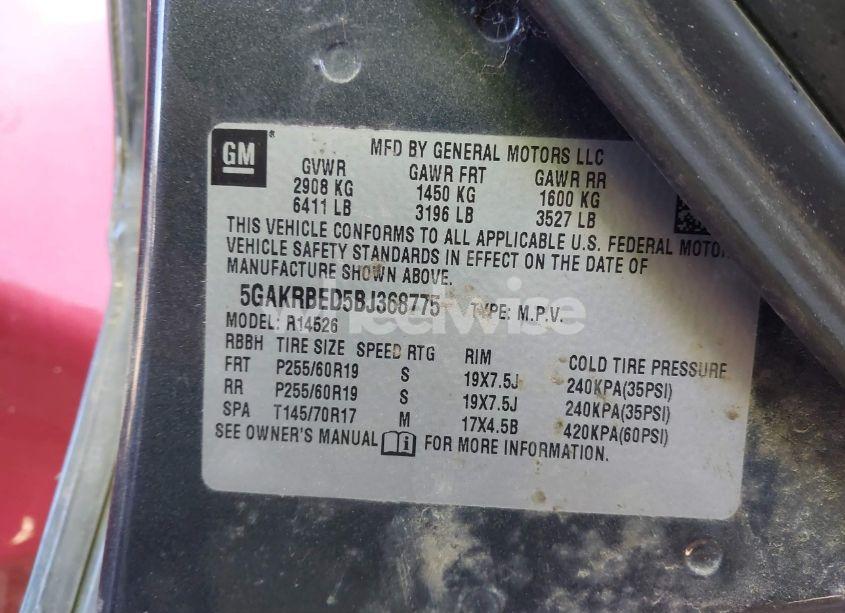 GM
MFD BY GENERAL MOTORS LLC
GVWR GAWR FRT GAWR RR
2908 KG 1450 KG 1600 KG
6411 LB 3196 LB 3527 LB
THIS VEHICLE CONFORMS TO ALL APPLICABLE U.S. FEDERAL MOTOR
VEHICLE SAFETY STANDARDS IN EFFECT ON THE DATE OF
MANUFACTURE SHOWN ABOVE.
5GAKRBED5BJ368775 TYPE: M.P.V.
wheelwise
MODEL: R14526
RBBH TIRE SIZE SPEED RTG RIM COLD TIRE PRESSURE
FRT P255/60R19 S 19X7.5J 240KPA(35PSI)
RR P255/60R19 S 19X7.5J 240KPA(35PSI)
SPA T145/70R17 M 17X4.5B 420KPA(60PSI)
SEE OWNER'S MANUAL FOR MORE INFORMATION.